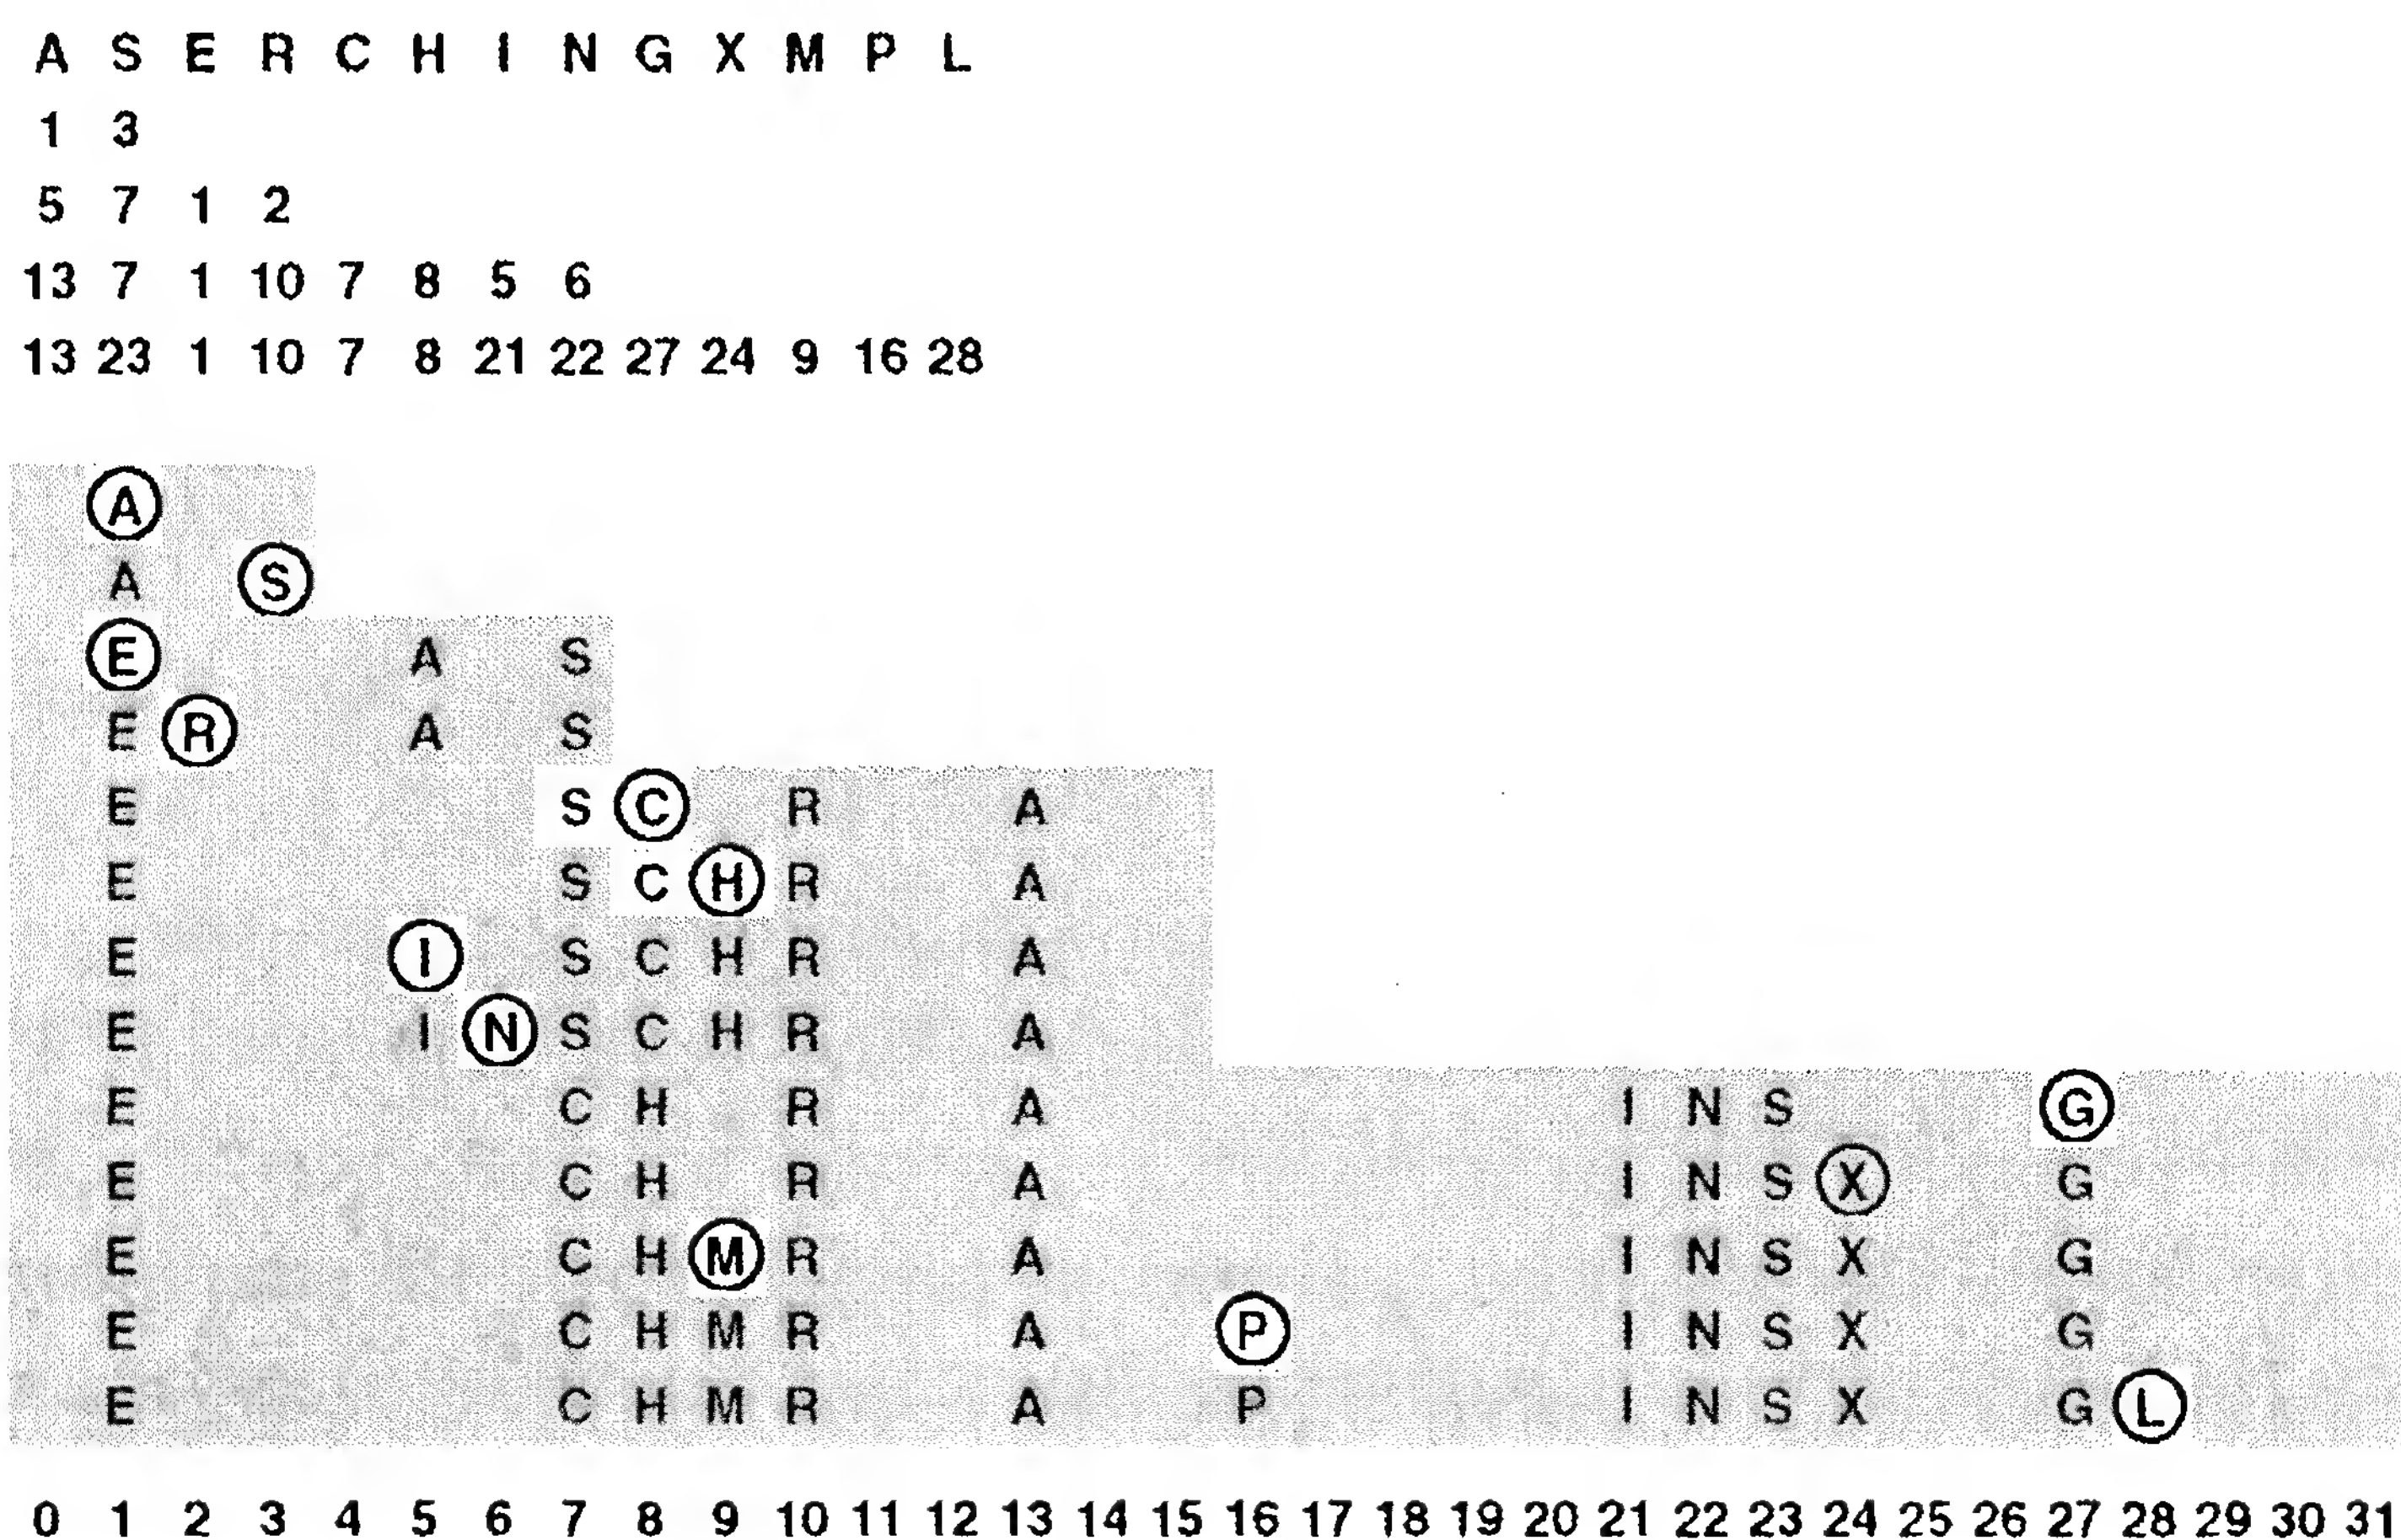 A S E R C H I N G X M P L
1 3
5 7 1 2
13 7 1 10 7 8 5 6
13 23 1 10 7 8 21 22 27 24 9 16 28
A
A S
E A S
E R A S
E S C R A
E S C H R A
E I S C H R A
E I N S C H R A
E C H R A I N S G
E C H R A I N S X G
E C H M R A I N S X G
E C H M R A P I N S X G
E C H M R A P I N S X G L
0 1 2 3 4 5 6 7 8 9 10 11 12 13 14 15 16 17 18 19 20 21 22 23 24 25 26 27 28 29 30 31